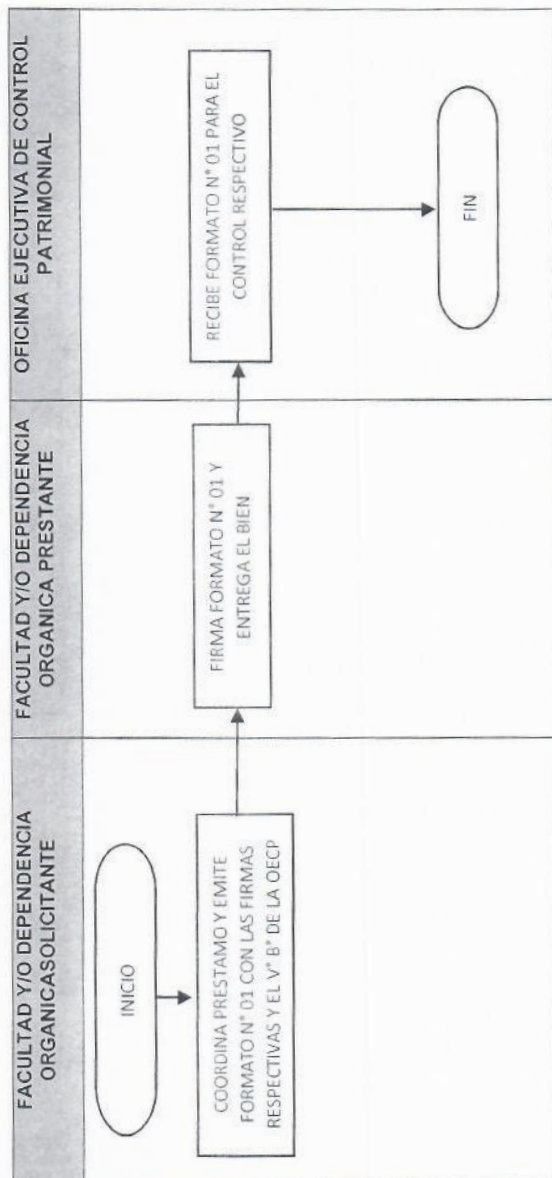 FACULTAD Y/O DEPENDENCIA
ORGANICASOLICITANTE
FACULTAD Y/O DEPENDENCIA
ORGANICA PRESTANTE
OFICINA EJECUTIVA DE CONTROL
PATRIMONIAL
INICIO
COORDINA PRESTAMO Y EMITE
FORMATO N° 01 CON LAS FIRMAS
RESPECTIVAS Y EL V° B° DE LA OECP
FIRMA FORMATO N° 01 Y
ENTREGA EL BIEN
RECIBE FORMATO N° 01 PARA EL
CONTROL RESPECTIVO
FIN